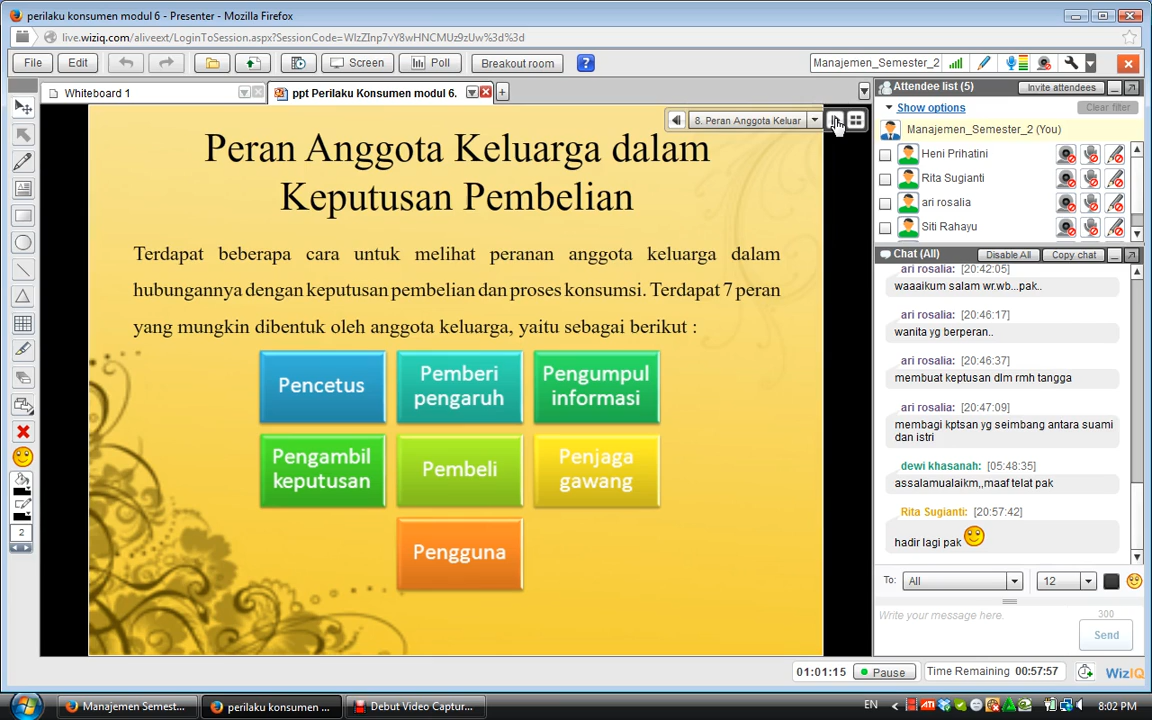 perilaku konsumen modul 6 - Presenter - Mozilla Firefox
live.wiziq.com/aliveext/LoginToSession.aspx?SessionCode=WIzZInp7vY8wHNCMUz9zUw%3d%3d
File Edit Screen Poll Breakout room ? Manajemen_Semester_2
Whiteboard 1 ppt Perilaku Konsumen modul 6.
8. Peran Anggota Keluar
Peran Anggota Keluarga dalam
Keputusan Pembelian
Terdapat beberapa cara untuk melihat peranan anggota keluarga dalam
hubungannya dengan keputusan pembelian dan proses konsumsi. Terdapat 7 peran
yang mungkin dibentuk oleh anggota keluarga, yaitu sebagai berikut :
Pencetus
Pemberi
pengaruh
Pengumpul
informasi
Pengambil
keputusan
Pembeli
Penjaga
gawang
Pengguna
2
Attendee list (5) Invite attendees
Show options Clear filter
Manajemen_Semester_2 (You)
Heni Prihatini
Rita Sugianti
ari rosalia
Siti Rahayu
Chat (All) Disable All Copy chat
ari rosalia: [20:42:05]
waaaikum salam wr.wb...pak..
ari rosalia: [20:46:17]
wanita yg berperan..
ari rosalia: [20:46:37]
membuat keptusan dlm rmh tangga
ari rosalia: [20:47:09]
membagi kptsan yg seimbang antara suami
dan istri
dewi khasanah: [05:48:35]
assalamualaikm,,maaf telat pak
Rita Sugianti: [20:57:42]
hadir lagi pak
To: All 12
Write your message here. 300
Send
01:01:15 Pause Time Remaining 00:57:57 WizIQ
Manajemen Semest... perilaku konsumen ... Debut Video Captur... EN 8:02 PM